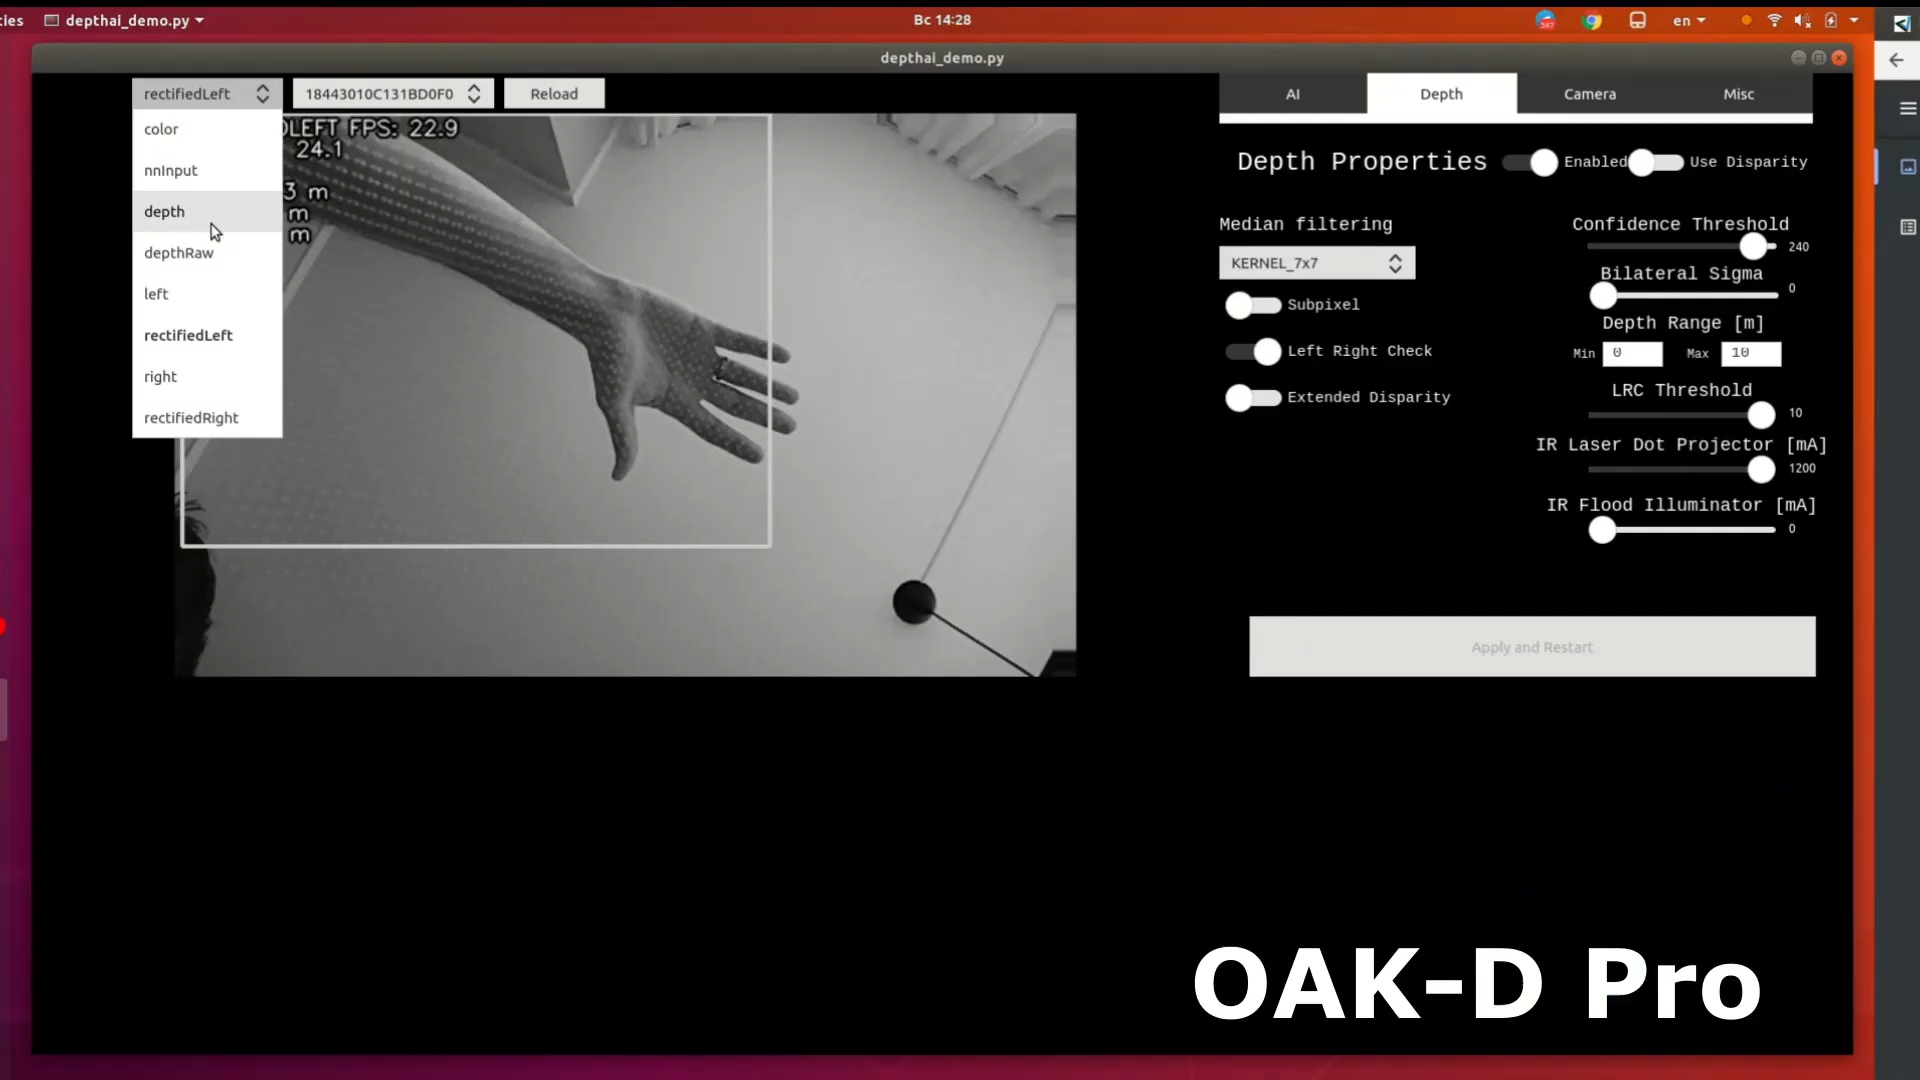 ies
depthai_demo.py
Вс 14:28
347
en
depthai_demo.py
rectifiedLeft
18443010C131BD0F0
Reload
color
nnInput
depth
depthRaw
left
rectifiedLeft
right
rectifiedRight
LEFT FPS: 22.9
24.1
3 m
m
m
AI
Depth
Camera
Misc
Depth Properties
Enabled
Use Disparity
Median filtering
KERNEL_7x7
Subpixel
Left Right Check
Extended Disparity
Confidence Threshold
240
Bilateral Sigma
0
Depth Range [m]
Min 0 Max 10
LRC Threshold
10
IR Laser Dot Projector [mA]
1200
IR Flood Illuminator [mA]
0
Apply and Restart
OAK-D Pro